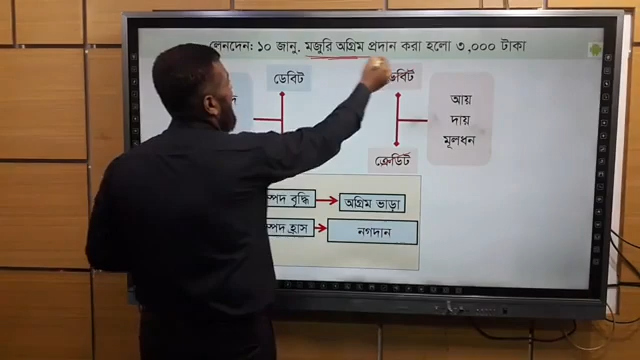 লেনদেন: ১০ জানু. মজুরি অগ্রিম প্রদান করা হলো ৩,০০০ টাকা
ডেবিট
আয়
দায়
মূলধন
ক্রেডিট
বৃদ্ধি
অগ্রিম ভাড়া
হ্রাস
নগদান